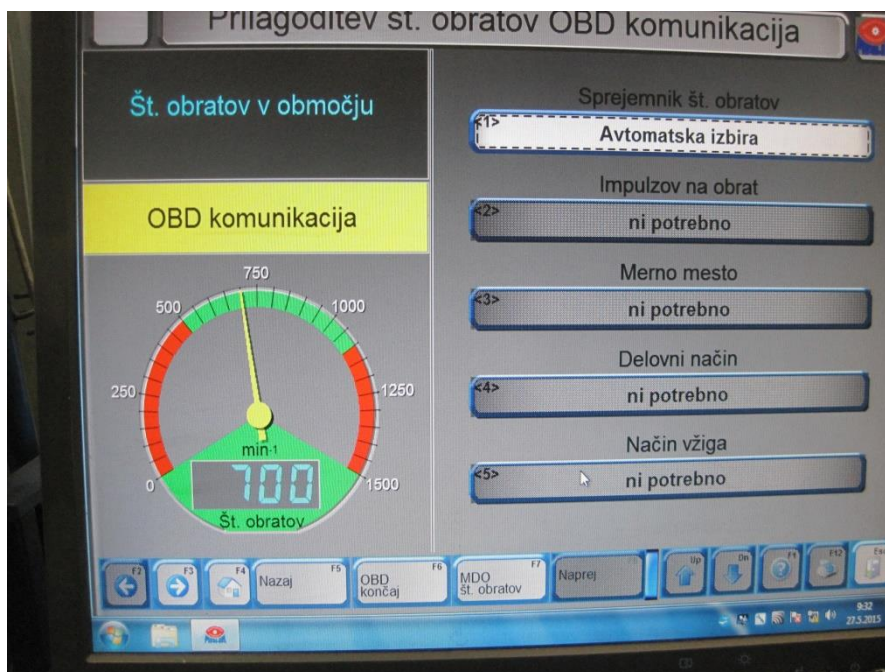 Prilagoditev št. obratov OBD komunikacija
Št. obratov v območju
OBD komunikacija
0
250
500
750
1000
1250
1500
min-1
700
Št. obratov
Sprejemnik št. obratov
<1>
Avtomatska izbira
Impulzov na obrat
<2>
ni potrebno
Merno mesto
<3>
ni potrebno
Delovni način
<4>
ni potrebno
Način vžiga
<5>
ni potrebno
F2
F3
F4
Nazaj F5
OBD F6
končaj
MDO F7
št. obratov
Naprej
Up
Dn
F1
F12
Esc
9:32
27.5.2015